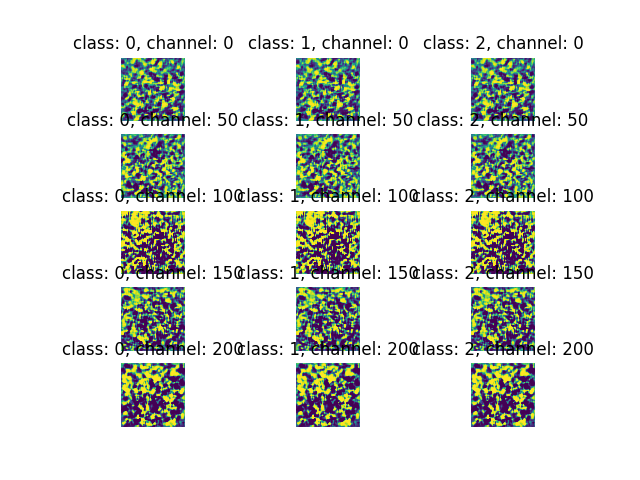 class: 0, channel: 0 class: 1, channel: 0 class: 2, channel: 0
class: 0, channel: 50 class: 1, channel: 50 class: 2, channel: 50
class: 0, channel: 100 class: 1, channel: 100 class: 2, channel: 100
class: 0, channel: 150 class: 1, channel: 150 class: 2, channel: 150
class: 0, channel: 200 class: 1, channel: 200 class: 2, channel: 200